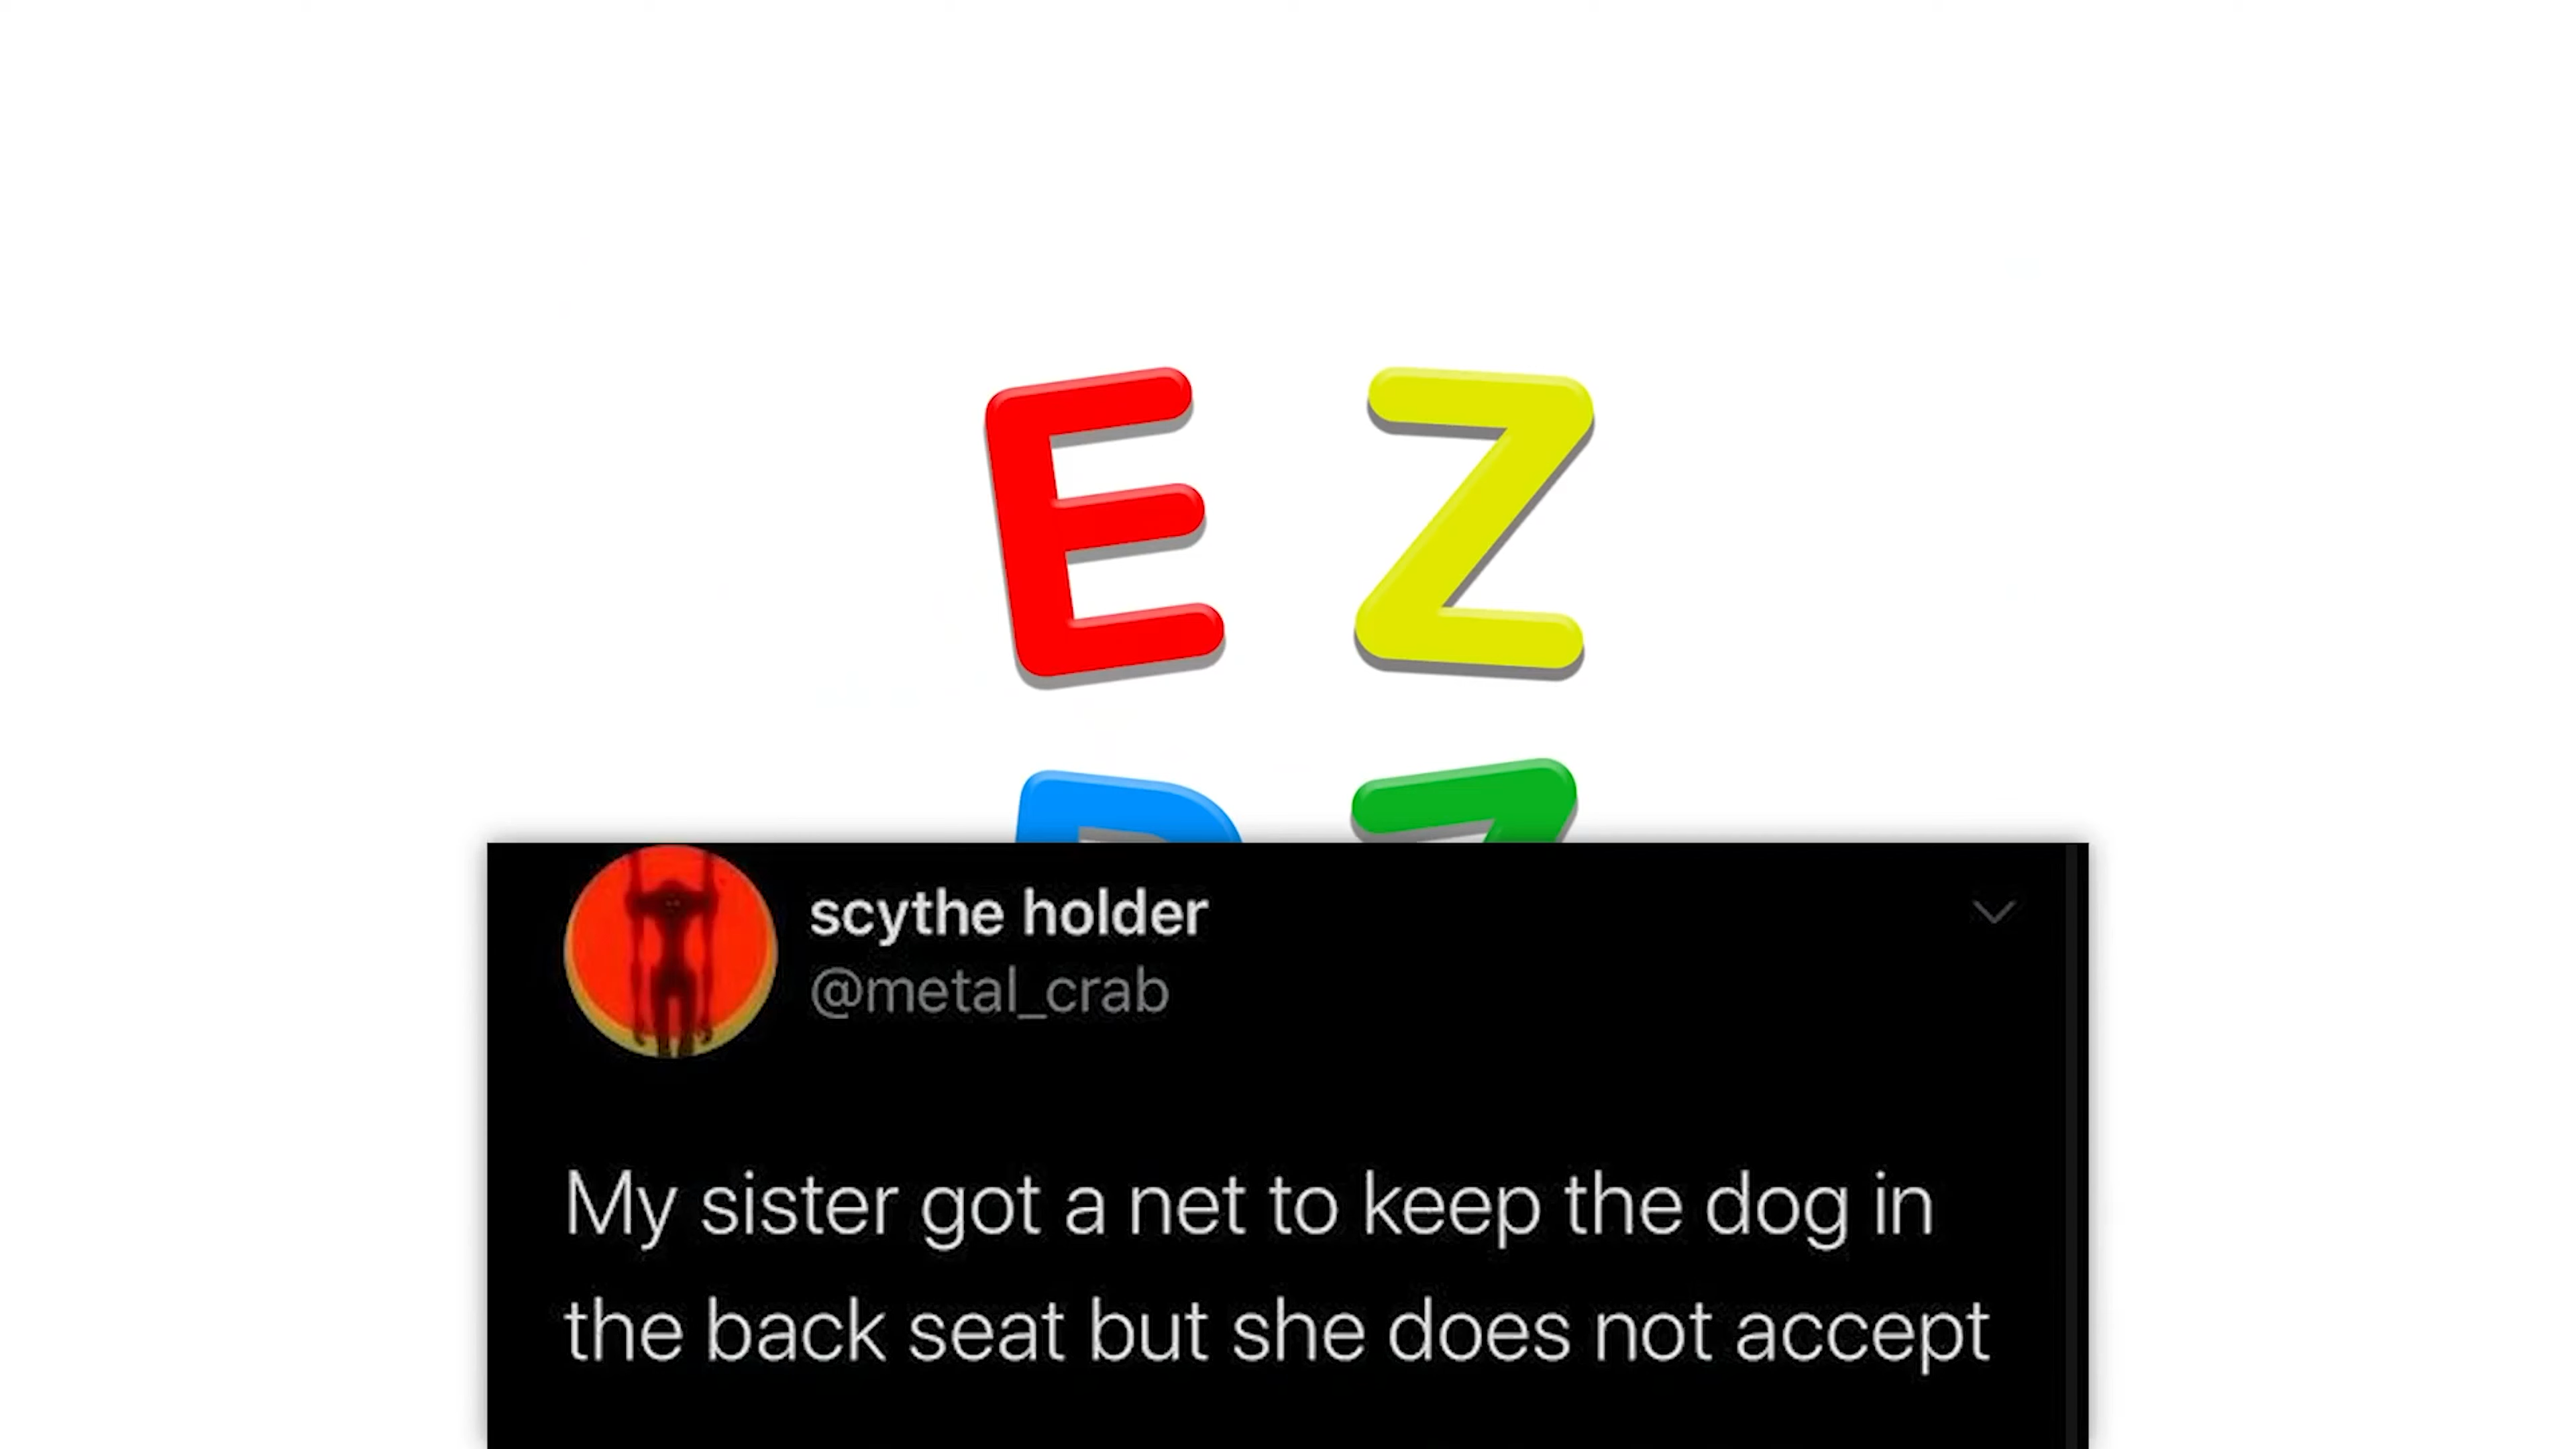 E Z
scythe holder
@metal_crab
My sister got a net to keep the dog in
the back seat but she does not accept